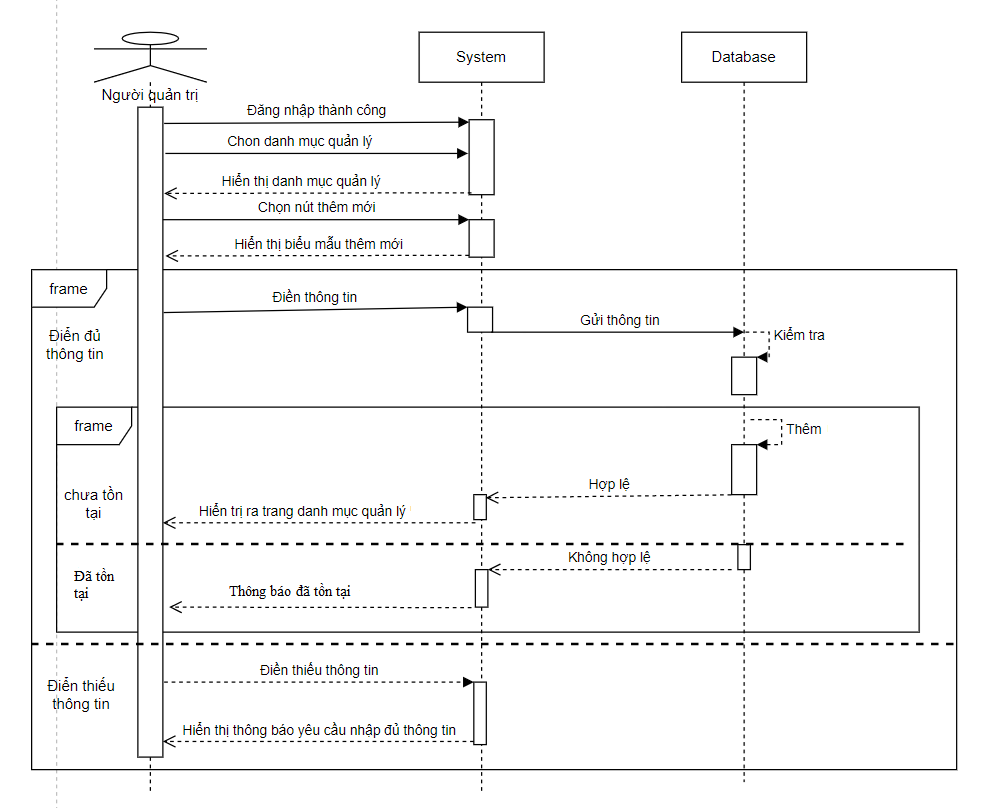 System
Database
Người quản trị
Đăng nhập thành công
Chon danh mục quản lý
Hiển thị danh mục quản lý
Chọn nút thêm mới
Hiển thị biểu mẫu thêm mới
frame
Điền thông tin
Điển đủ
thông tin
Gửi thông tin
Kiểm tra
frame
Thêm
chưa tồn
tại
Hợp lệ
Hiển trị ra trang danh mục quản lý
Không hợp lê
Đã tồn
tại
Thông báo đã tồn tại
Điền thiếu thông tin
Điển thiếu
thông tin
Hiển thị thông báo yêu cầu nhập đủ thông tin